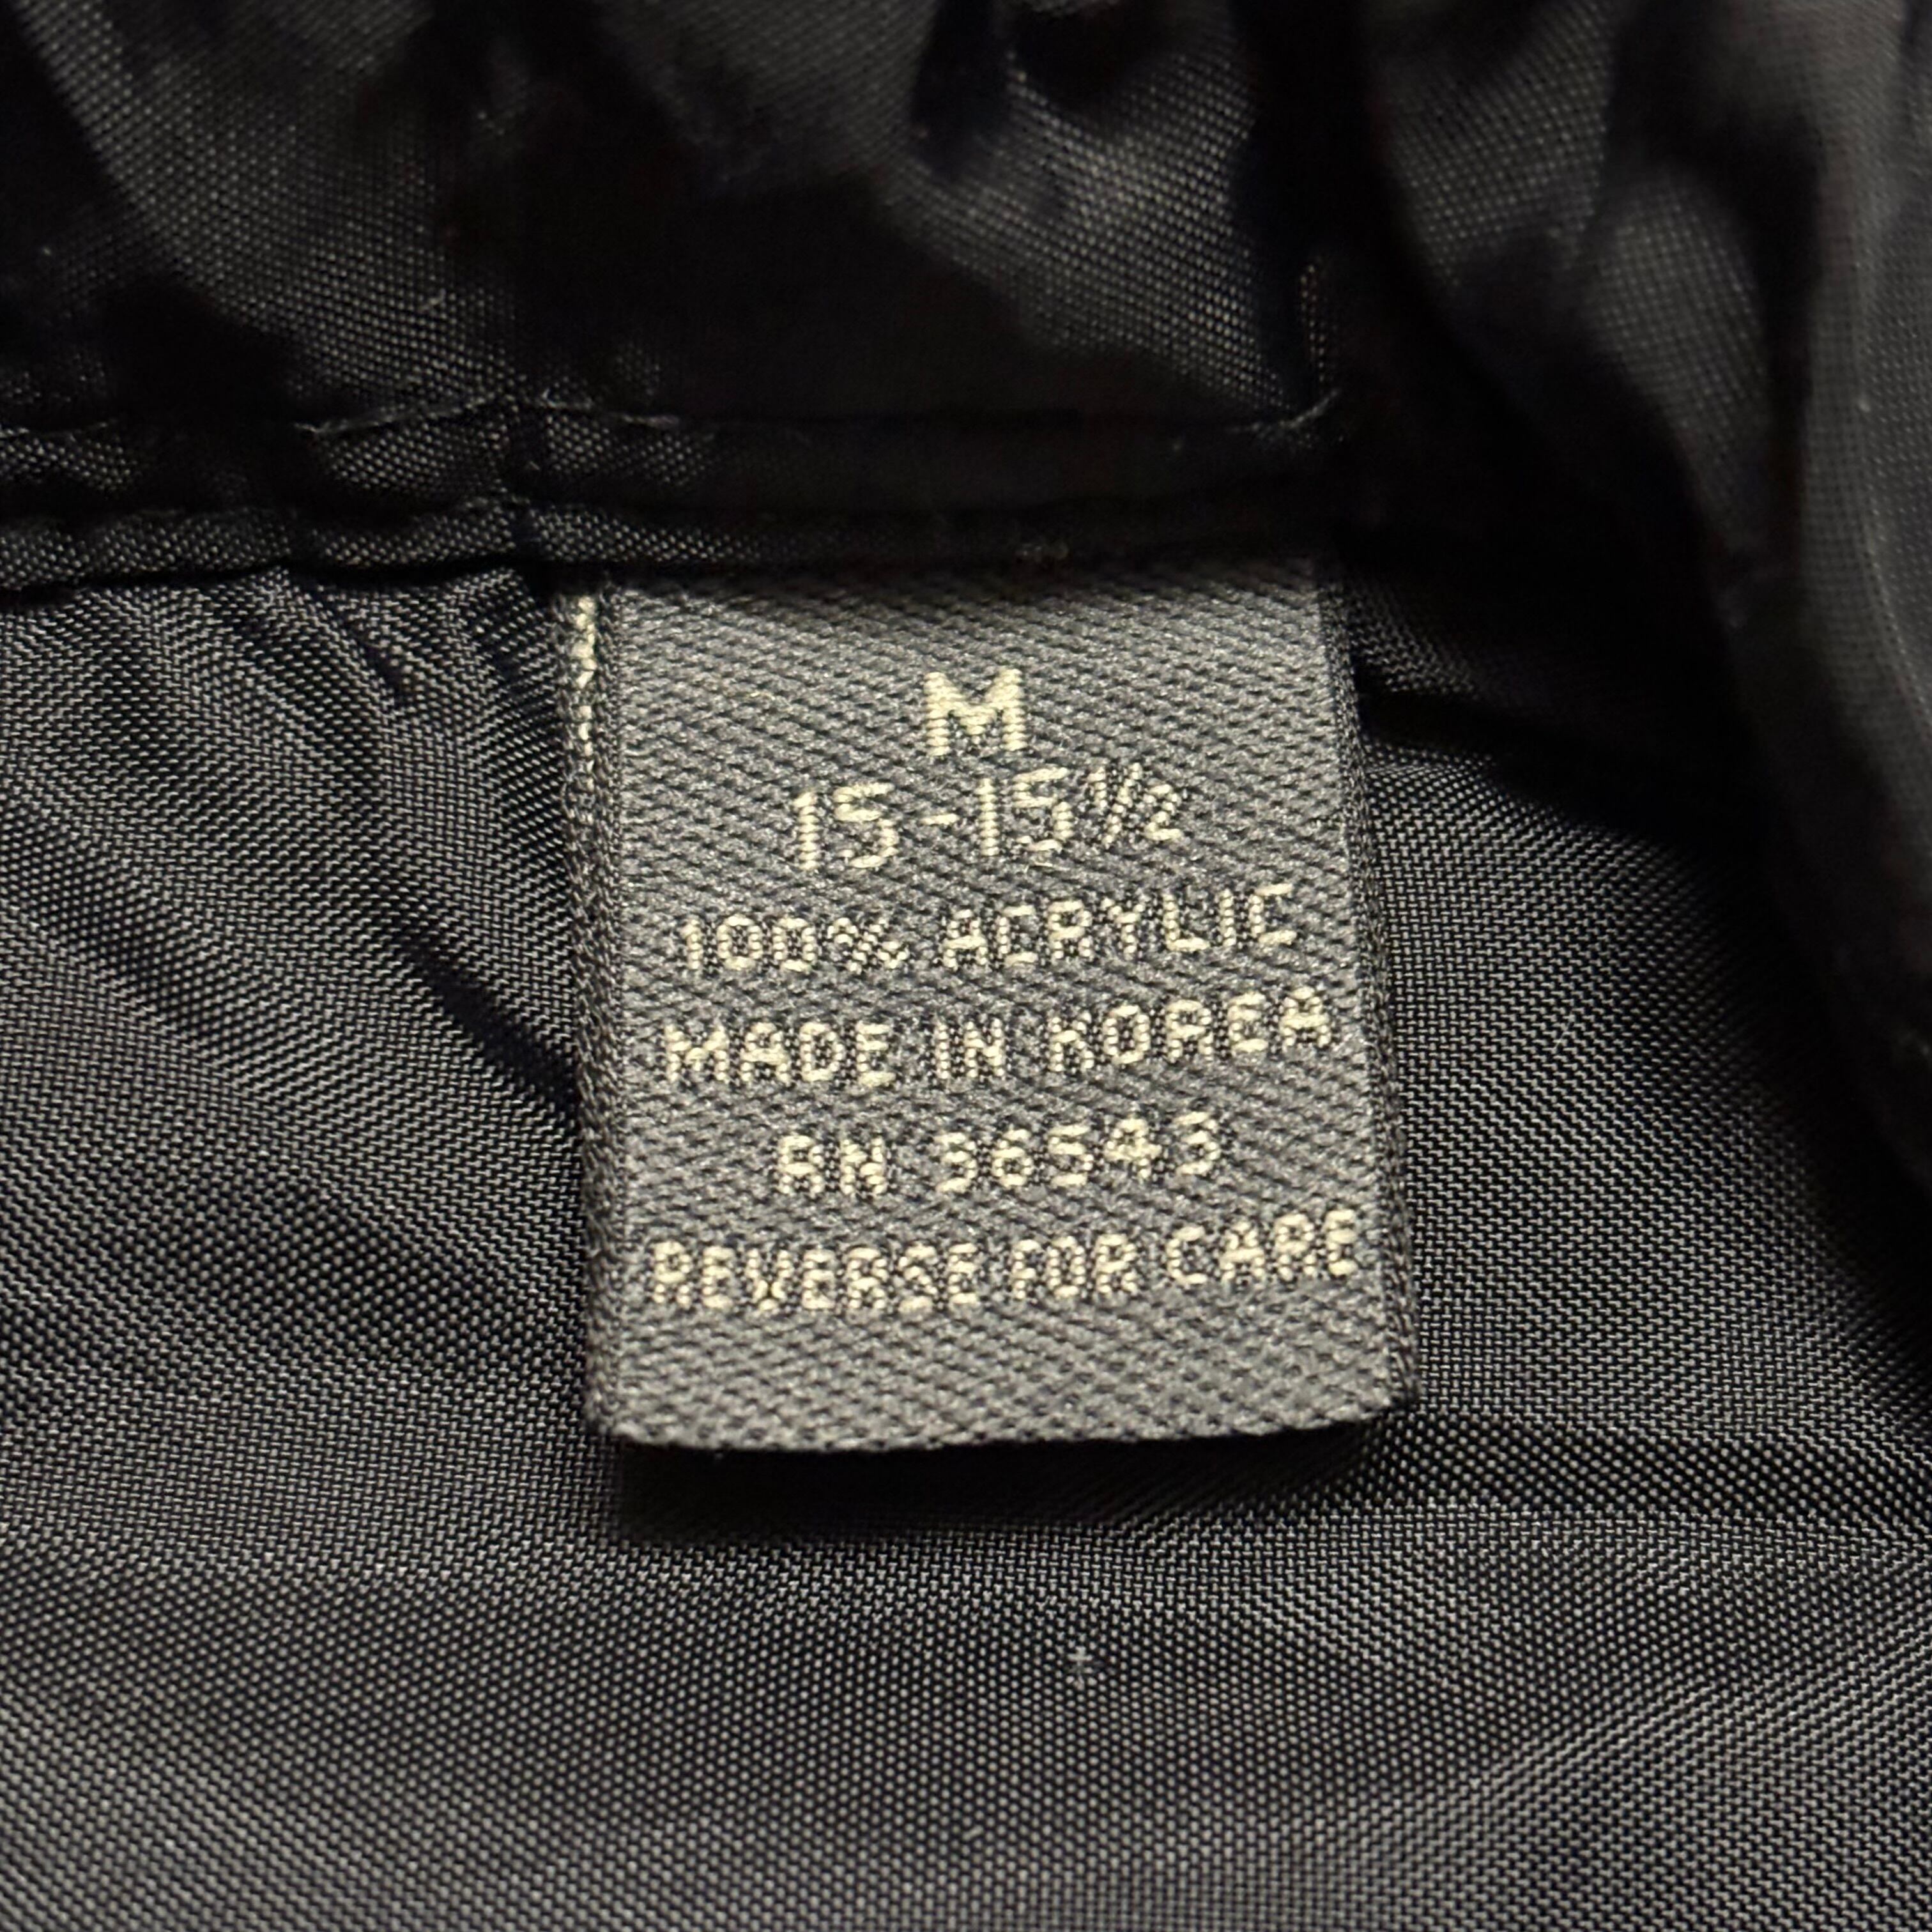 M
15-15½
100% ACRYLIC
MADE IN KOREA
RN 36543
REVERSE FOR CARE